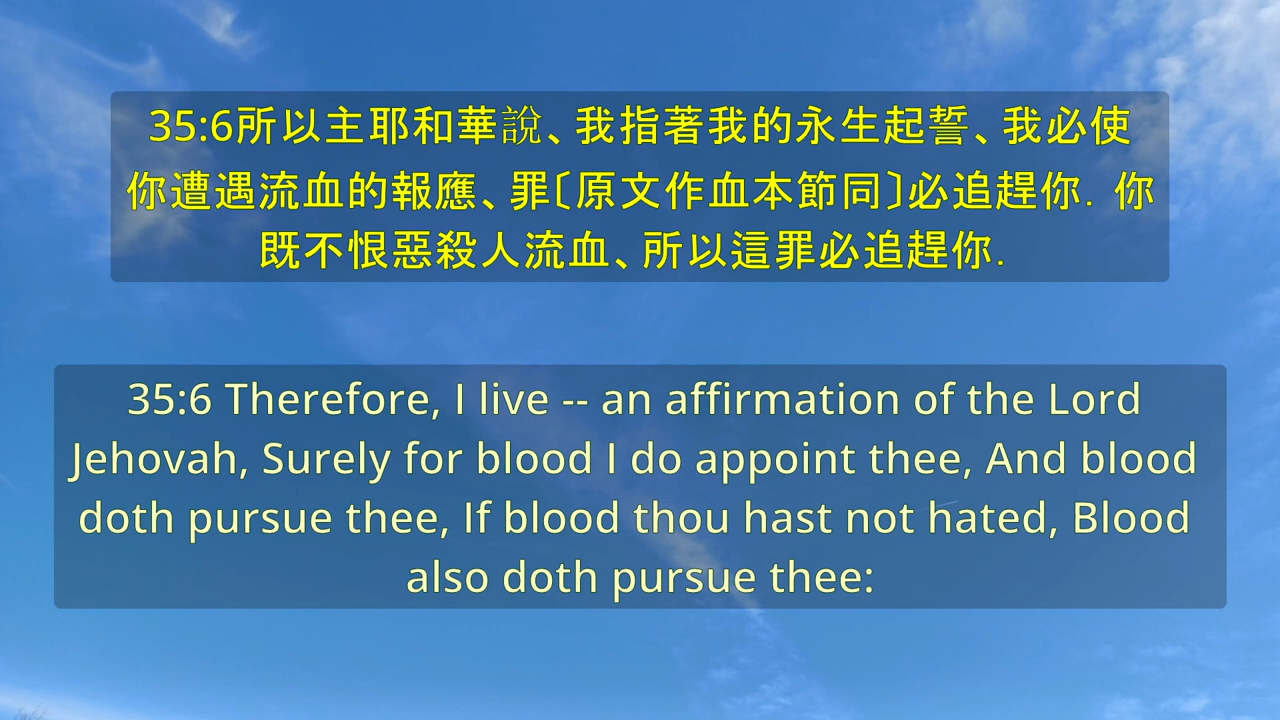 35:6所以主耶和華說、我指著我的永生起誓、我必使
你遭遇流血的報應、罪〔原文作血本節同〕必追趕你. 你
既不恨惡殺人流血、所以這罪必追趕你.
35:6 Therefore, I live -- an affirmation of the Lord
Jehovah, Surely for blood I do appoint thee, And blood
doth pursue thee, If blood thou hast not hated, Blood
also doth pursue thee: